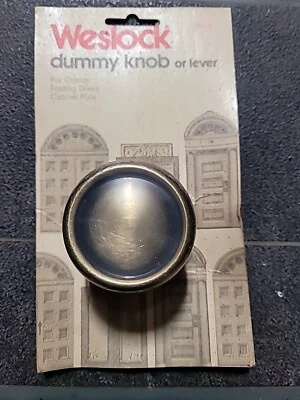 Weslock
dummy knob or lever
For Closets
Folding Doors
Cabinet Pulls